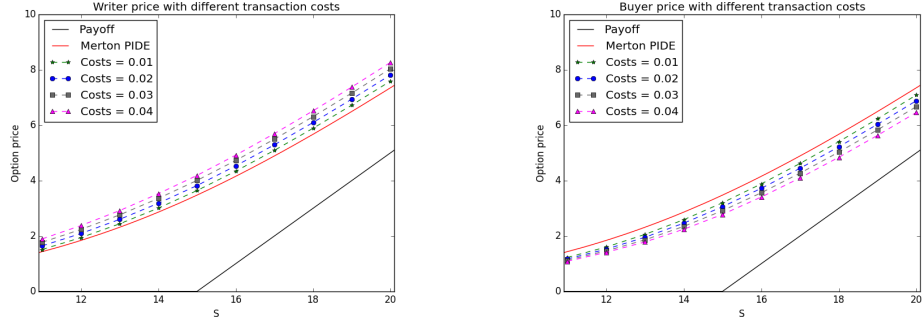 Writer price with different transaction costs
10
8
6
4
2
0
Option price
Payoff
Merton PIDE
Costs = 0.01
Costs = 0.02
Costs = 0.03
Costs = 0.04
12
14
16
18
20
S
Buyer price with different transaction costs
10
8
6
4
2
0
Option price
Payoff
Merton PIDE
Costs = 0.01
Costs = 0.02
Costs = 0.03
Costs = 0.04
12
14
16
18
20
S